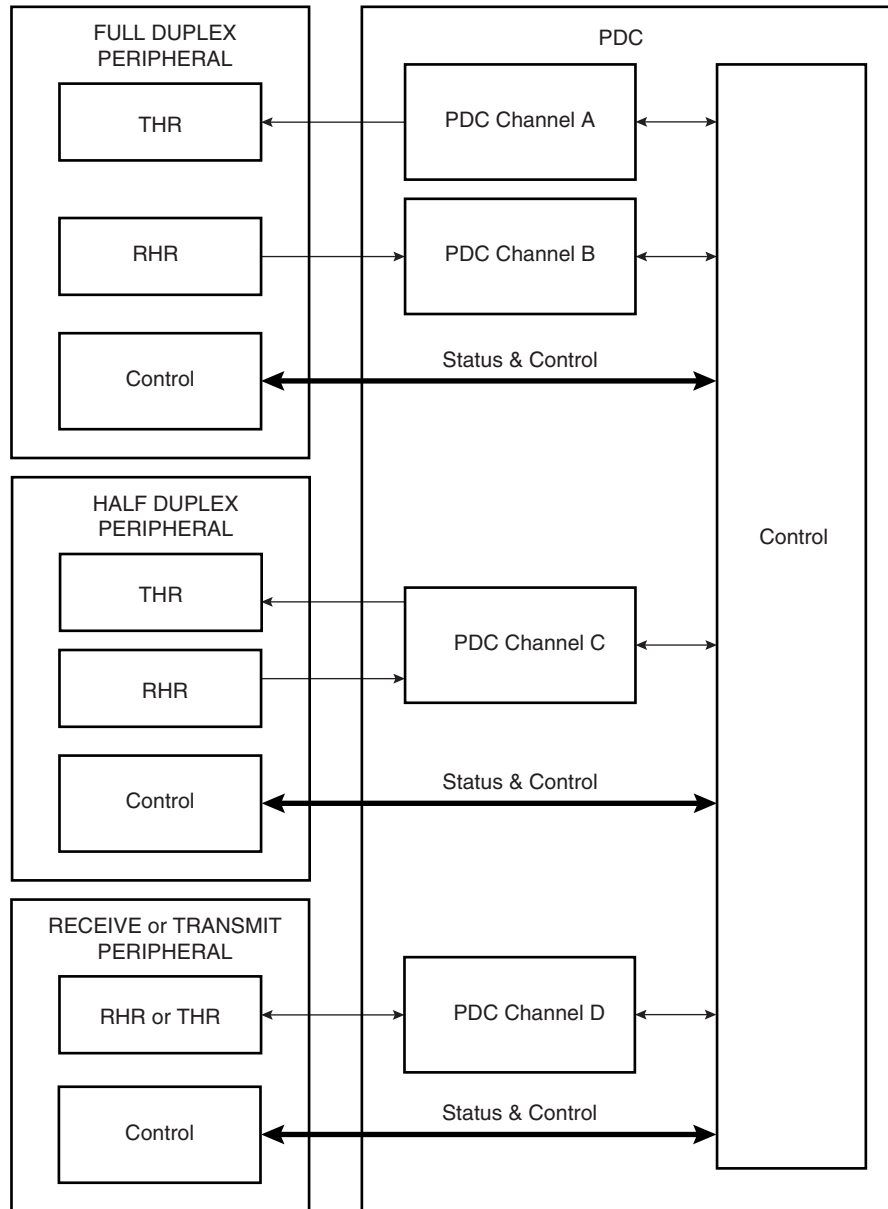 FULL DUPLEX
PERIPHERAL
PDC
THR
PDC Channel A
RHR
PDC Channel B
Control
Status & Control
HALF DUPLEX
PERIPHERAL
THR
PDC Channel C
Control
RHR
Control
Status & Control
RECEIVE or TRANSMIT
PERIPHERAL
RHR or THR
PDC Channel D
Control
Status & Control